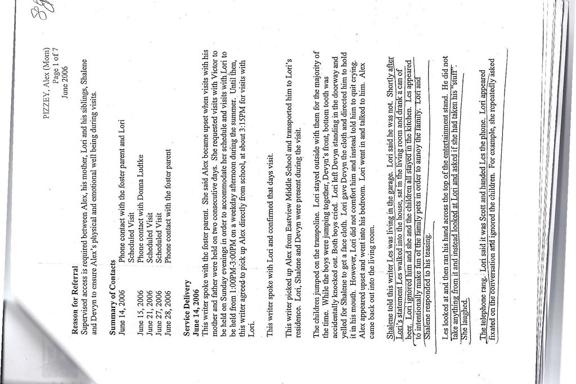 PIZZEY, Alex (Mom)
Page 1 of 7
June 2006
Reason for Referral
Supervised access is required between Alex, his mother, Lori and his siblings, Shalene
and Devyn to ensure Alex's physical and emotional well being during visits.
Summary of Contacts
June 14, 2006 Phone contact with the foster parent and Lori
Scheduled Visit
June 15, 2006 Phone contact with Donna
June 21, 2006 Scheduled Visit
June 27, 2006 Scheduled Visit
June 28, 2006 Phone contact with the foster parent
Service Delivery
June 14, 2006
This writer spoke with the foster parent. She said Alex became upset when visits with his
mother and father were held on two consecutive days. She requested visits with Victor to
be held on Sunday evenings in order to accommodate her schedule and visits with Lori to
be held from 1:00PM-5:00PM on a weekday afternoon during the summer. Until then,
this writer agreed to pick up Alex directly from school, at about 3:15PM for visits with
Lori.
This writer spoke with Lori and confirmed that days visit.
This writer picked up Alex from Eastview Middle School and transported him to Lori's
residence. Lori, Shalene and Devyn were present during the visit.
The children jumped on the trampoline. Lori stayed outside with them for the majority of
the time. While the boys were jumping together, Devyn's front, bottom tooth was
accidentally knocked out. Both boys cried. Lori left Devyn standing in the doorway and
yelled for Shalene to get a face cloth. Lori gave Devyn the cloth and directed him to hold
it in his mouth. However, Lori did not comfort him and instead told him to quit crying.
Alex appeared upset and went into his bedroom. Lori went in and talked to him. Alex
came back out into the living room.
Shalene told this writer Les was living in the garage. Lori said he was not. Shortly after
Lori's statement Les walked into the house, sat in the living room and drank a can of
beer. Lori ignored him and she and the children all stayed in the kitchen. Les appeared
to intentionally make fun of the family pets in order to annoy the family. Lori and
Shalene responded to his teasing.
Les looked at and then ran his hand across the top of the entertainment stand. He did not
take anything from it and instead looked at Lori and asked if she had taken his "stuff".
She laughed.
The telephone rang. Lori said it was Scott and handed Les the phone. Lori appeared
fixated on the conversation and ignored the children. For example, she repeatedly asked